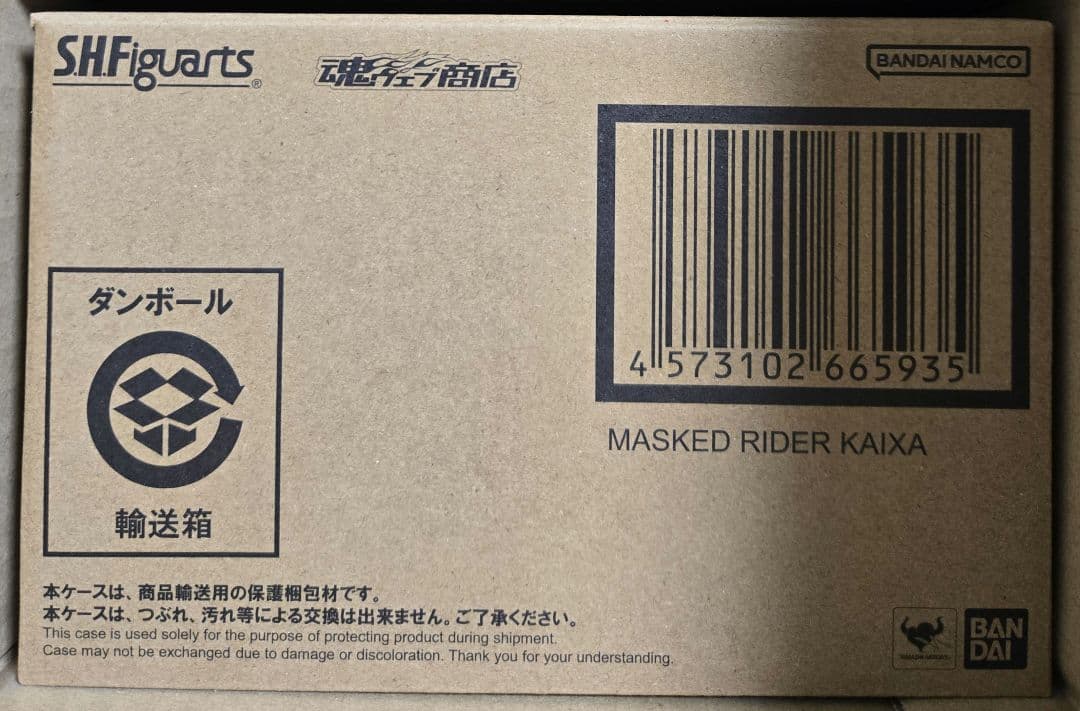 S.H.Figuarts®
魂ウェブ商店
BANDAI NAMCO
4 573102 665935
MASKED RIDER KAIXA
ダンボール
輸送箱
本ケースは、商品輸送用の保護梱包材です。
本ケースは、つぶれ、汚れ等による交換は出来ません。ご了承ください。
This case is used solely for the purpose of protecting product during shipment.
Case may not be exchanged due to damage or discoloration. Thank you for your understanding.
BAN
DAI